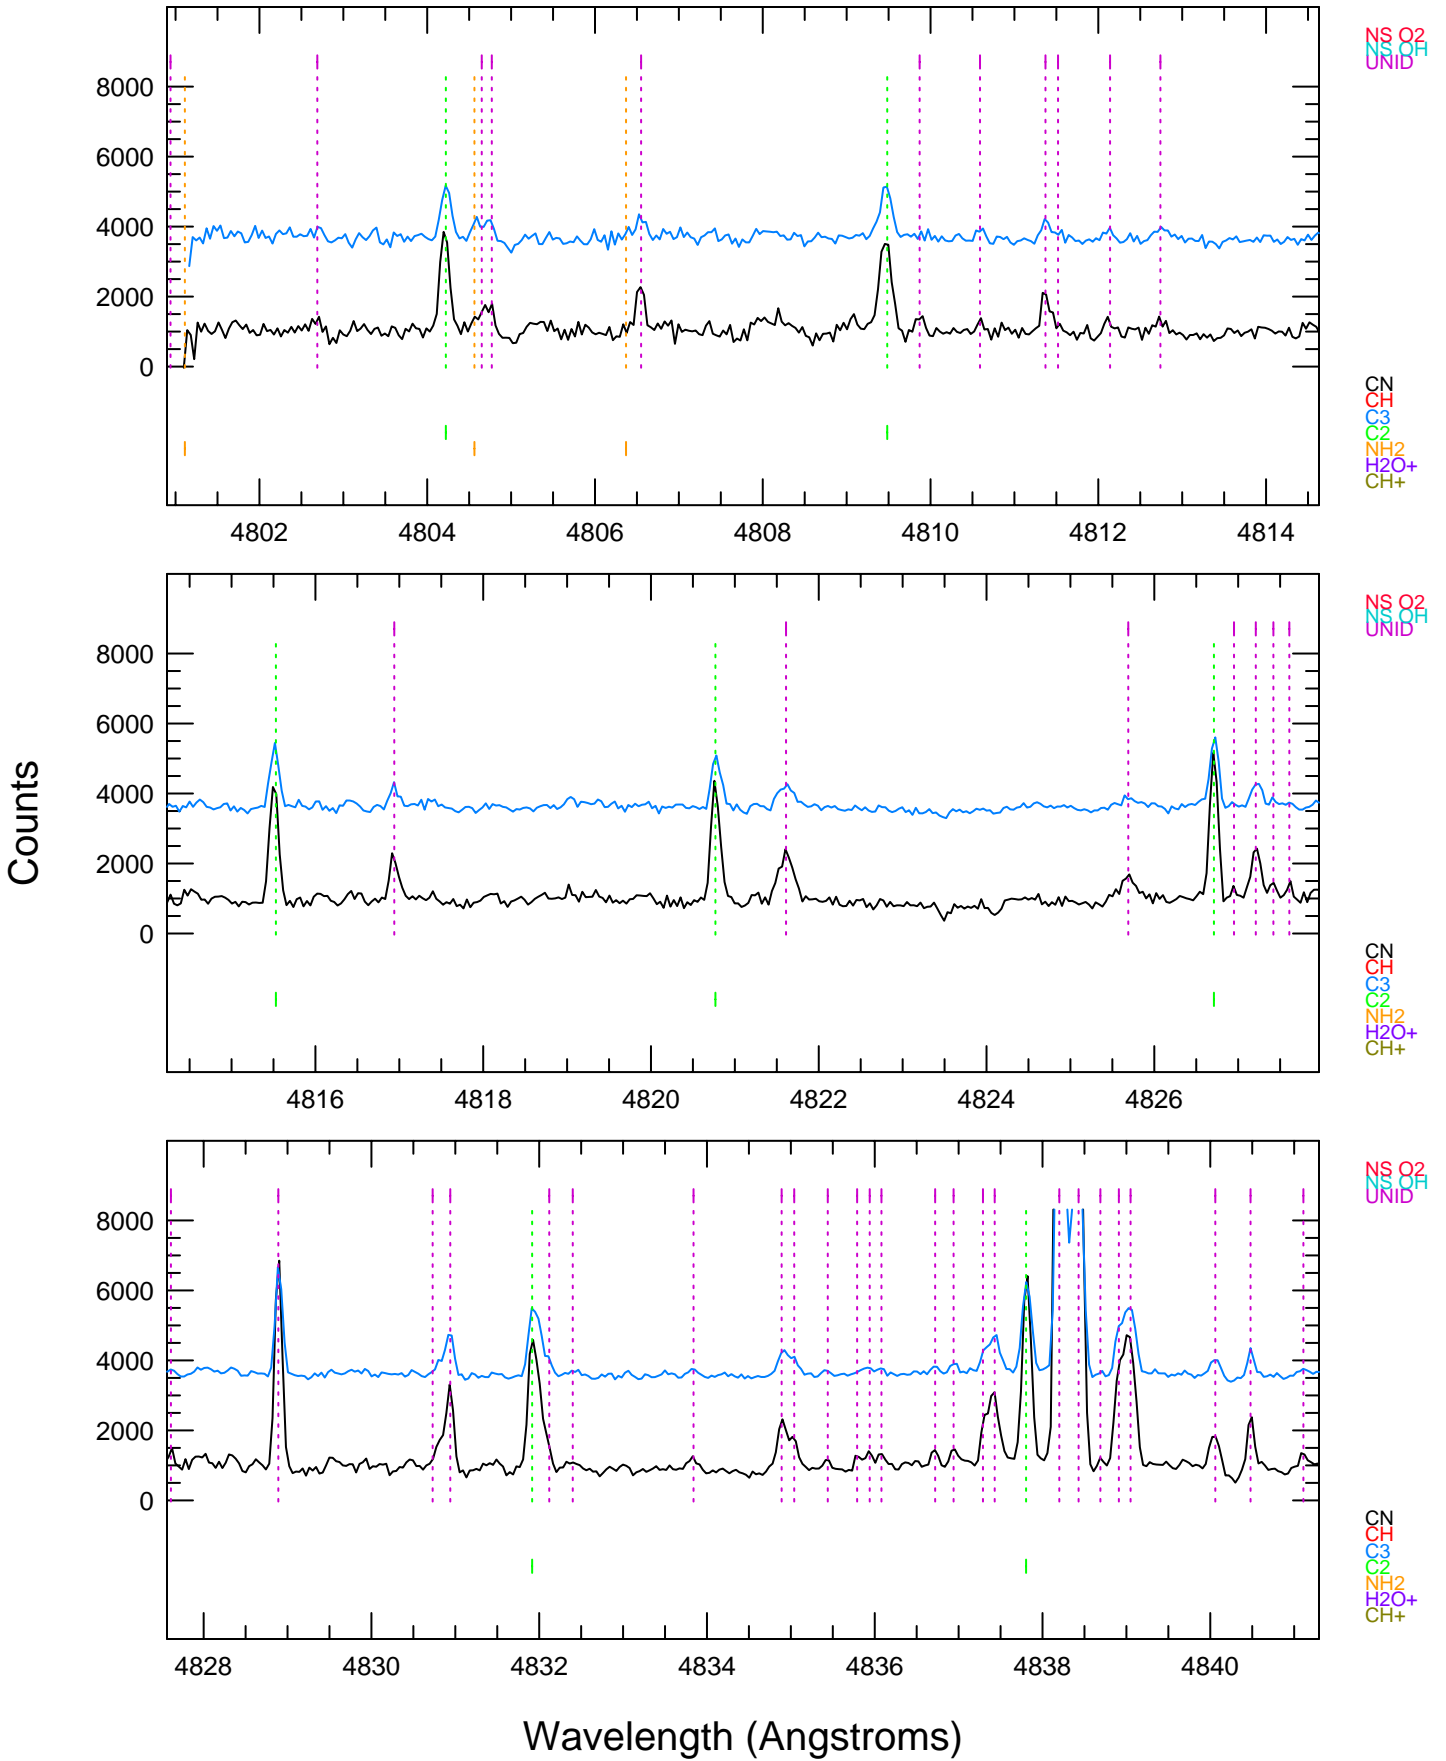 NS O2
NS OH
UNID
8000
6000
4000
2000
0
CN
CH
C3
C2
NH2
H2O+
CH+
4802 4804 4806 4808 4810 4812 4814
NS O2
NS OH
UNID
8000
6000
4000
2000
0
Counts
CN
CH
C3
C2
NH2
H2O+
CH+
4816 4818 4820 4822 4824 4826
NS O2
NS OH
UNID
8000
6000
4000
2000
0
CN
CH
C3
C2
NH2
H2O+
CH+
4828 4830 4832 4834 4836 4838 4840
Wavelength (Angstroms)